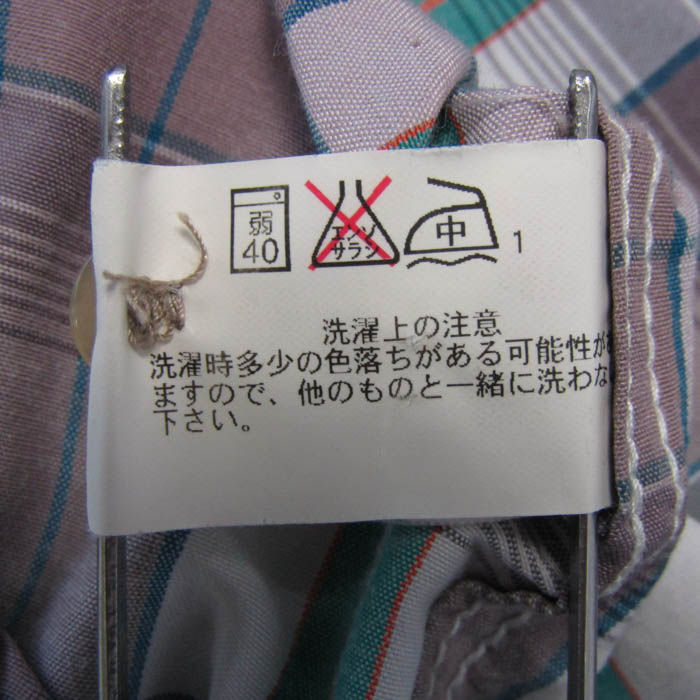 弱
40
エンソ
サラシ
中
1
洗濯上の注意
洗濯時多少の色落ちがある可能性が
ますので、他のものと一緒に洗わな
下さい。